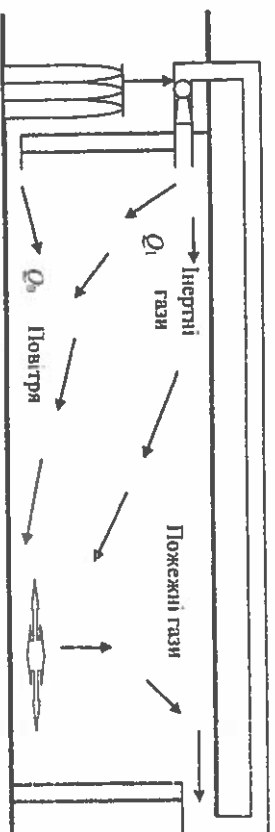 Інертні
гази
Q₁
Q₀ Повітря
Пожежні гази